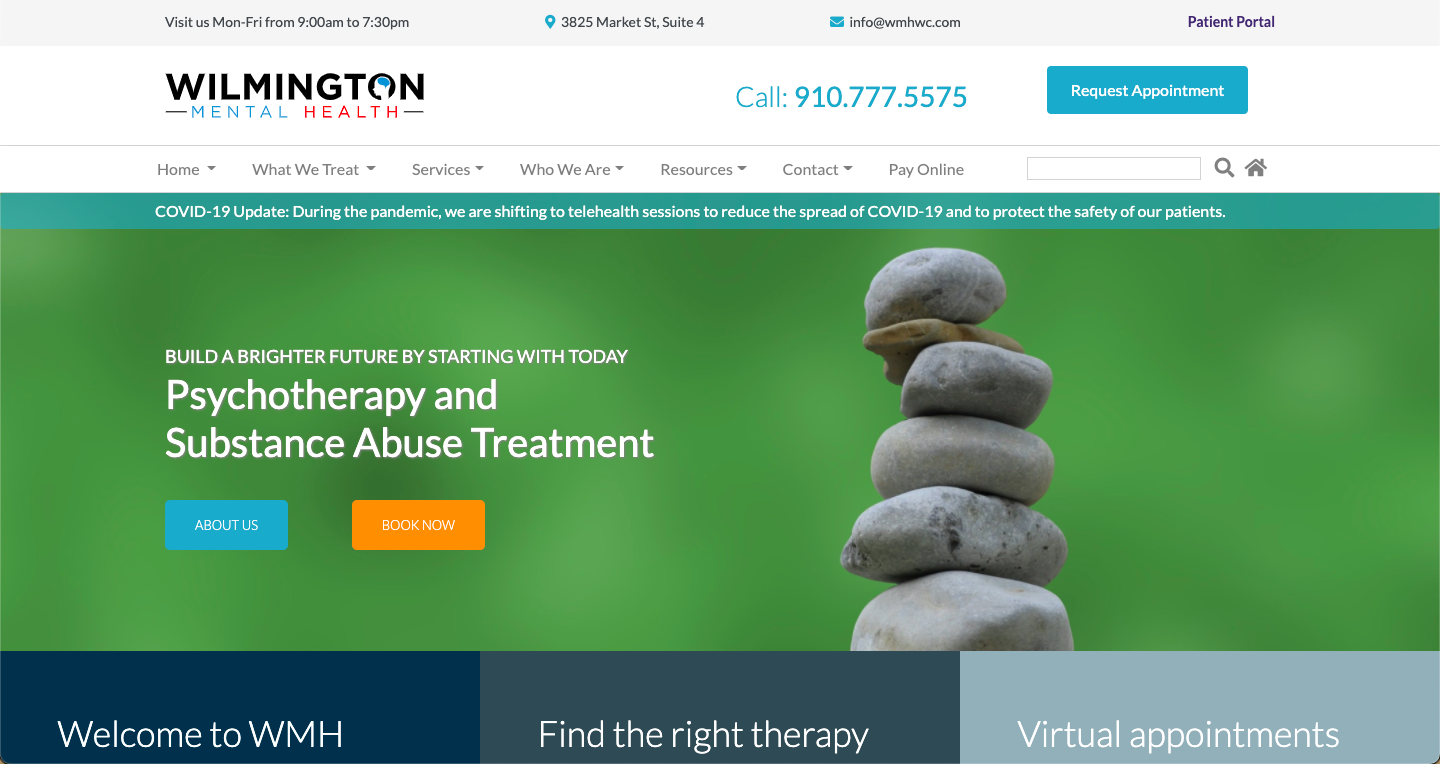 Visit us Mon-Fri from 9:00am to 7:30pm
3825 Market St, Suite 4
info@wmhwc.com
Patient Portal
WILMINGTON
MENTAL HEALTH
Call: 910.777.5575
Request Appointment
Home
What We Treat
Services
Who We Are
Resources
Contact
Pay Online
COVID-19 Update: During the pandemic, we are shifting to telehealth sessions to reduce the spread of COVID-19 and to protect the safety of our patients.
BUILD A BRIGHTER FUTURE BY STARTING WITH TODAY
Psychotherapy and
Substance Abuse Treatment
ABOUT US
BOOK NOW
Welcome to WMH
Find the right therapy
Virtual appointments